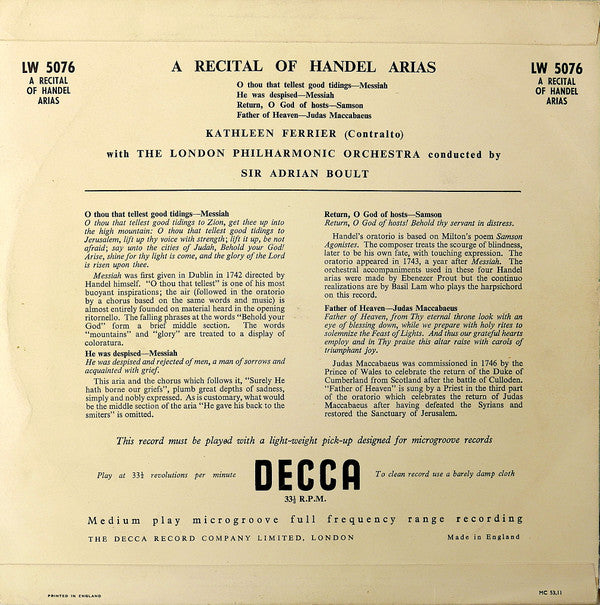 LW 5076
A RECITAL
OF HANDEL
ARIAS
A RECITAL OF HANDEL ARIAS
O thou that tellest good tidings—Messiah
He was despised—Messiah
Return, O God of hosts—Samson
Father of Heaven—Judas Maccabaeus
KATHLEEN FERRIER (Contralto)
with THE LONDON PHILHARMONIC ORCHESTRA conducted by
SIR ADRIAN BOULT
LW 5076
A RECITAL
OF HANDEL
ARIAS
O thou that tellest good tidings—Messiah
O thou that tellest good tidings to Zion, get thee up into
the high mountain: O thou that tellest good tidings to
Jerusalem, lift up thy voice with strength; lift it up, be not
afraid; say unto the cities of Judah, Behold your God!
Arise, shine for thy light is come, and the glory of the Lord
is risen upon thee.
Messiah was first given in Dublin in 1742 directed by
Handel himself. "O thou that tellest" is one of his most
buoyant inspirations; the air (followed in the oratorio
by a chorus based on the same words and music) is
almost entirely founded on material heard in the opening
ritornello. The falling phrases at the words "Behold your
God" form a brief middle section. The words
"mountains" and "glory" are treated to a display of
coloratura.
He was despised—Messiah
He was despised and rejected of men, a man of sorrows and
acquainted with grief.
This aria and the chorus which follows it, "Surely He
hath borne our griefs", plumb great depths of sadness,
simply and nobly expressed. As is customary, what would
be the middle section of the aria "He gave his back to the
smiters" is omitted.
Return, O God of hosts—Samson
Return, O God of hosts! Behold thy servant in distress.
Handel's oratorio is based on Milton's poem Samson
Agonistes. The composer treats the scourge of blindness,
later to be his own fate, with touching expression. The
oratorio appeared in 1743, a year after Messiah. The
orchestral accompaniments used in these four Handel
arias were made by Ebenezer Prout but the continuo
realizations are by Basil Lam who plays the harpsichord
on this record.
Father of Heaven—Judas Maccabaeus
Father of Heaven, from Thy eternal throne look with an
eye of blessing down, while we prepare with holy rites to
solemnize the Feast of Lights. And thus our grateful hearts
employ and in Thy praise this altar raise with carols of
triumphant joy.
Judas Maccabaeus was commissioned in 1746 by the
Prince of Wales to celebrate the return of the Duke of
Cumberland from Scotland after the battle of Culloden.
"Father of Heaven" is sung by a Priest in the third part
of the oratorio which celebrates the return of Judas
Maccabaeus after having defeated the Syrians and
restored the Sanctuary of Jerusalem.
This record must be played with a light-weight pick-up designed for microgroove records
Play at 33⅓ revolutions per minute
DECCA
33⅓ R.P.M.
To clean record use a barely damp cloth
Medium play microgroove full frequency range recording
THE DECCA RECORD COMPANY LIMITED, LONDON
Made in England
PRINTED IN ENGLAND
MC 53.11